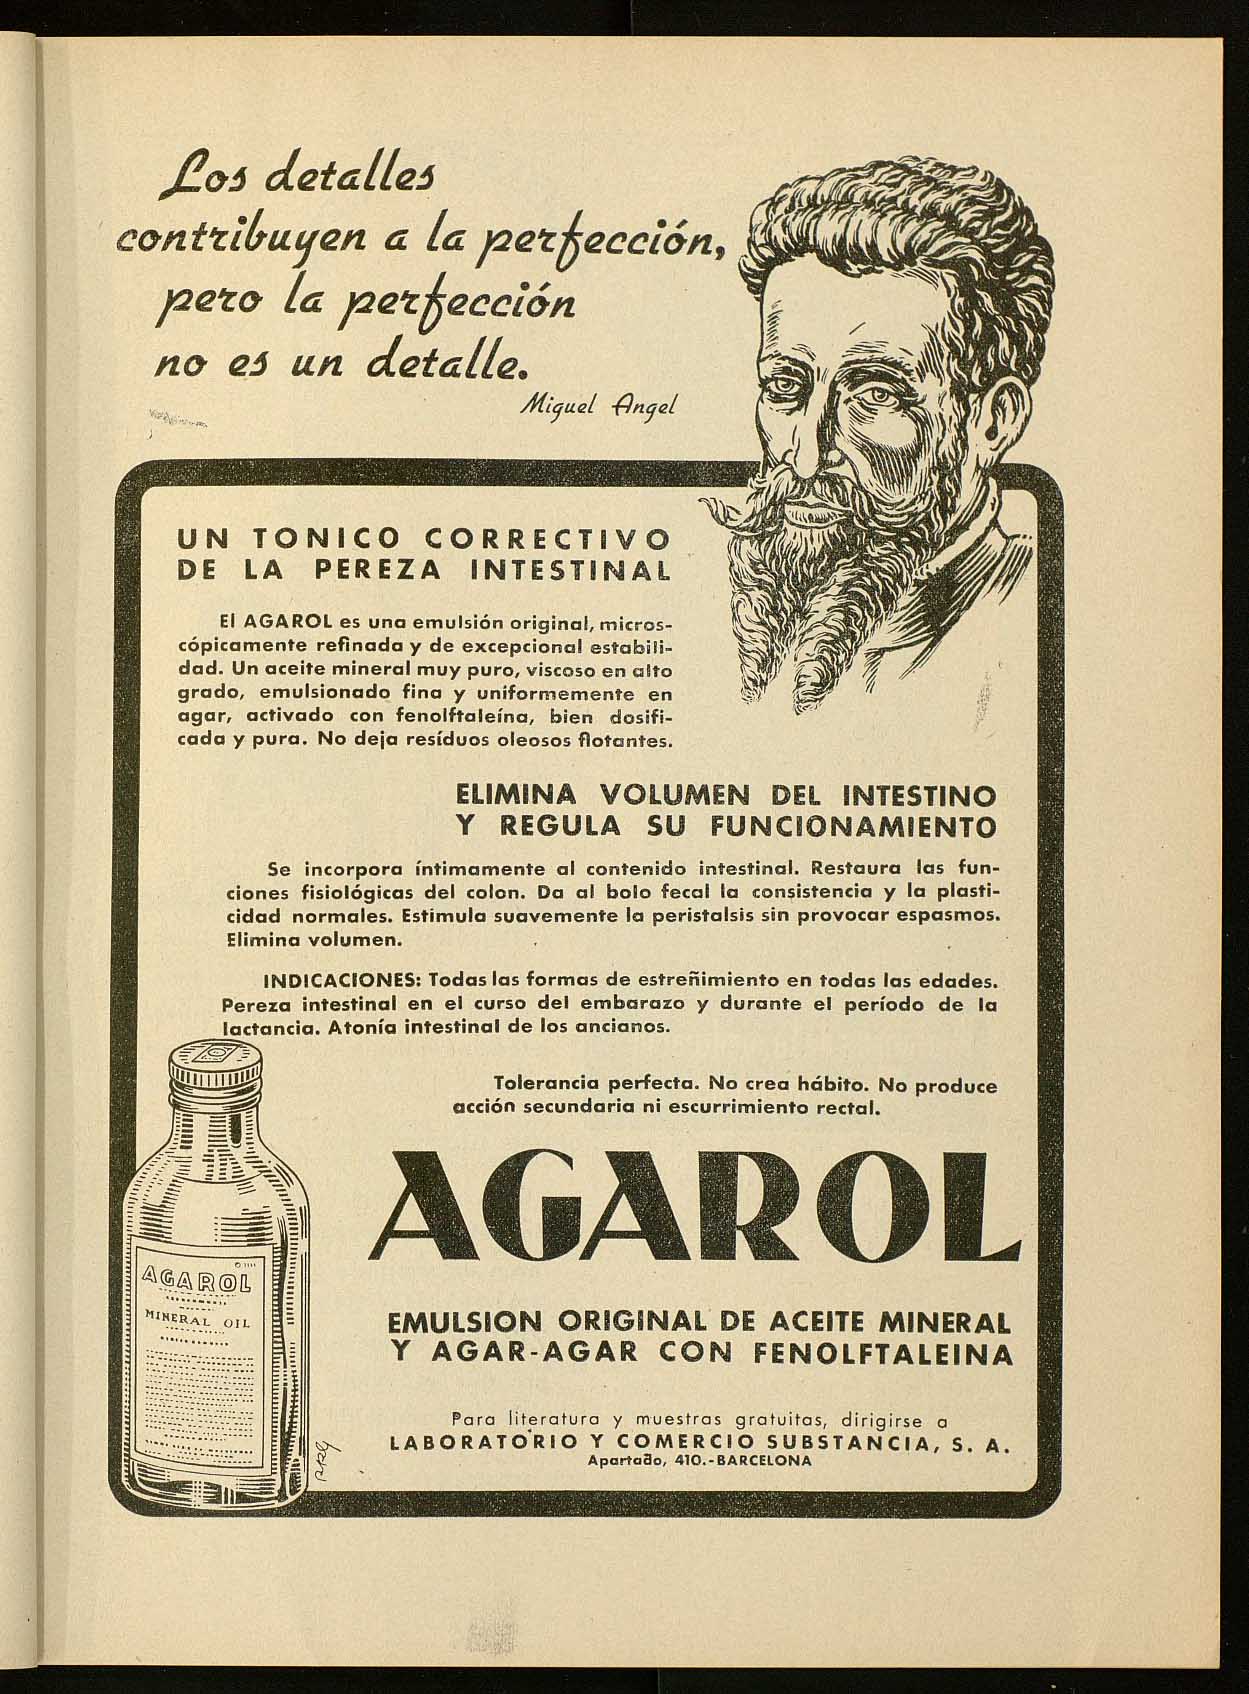 Los detalles
contribuyen a la perfección,
pero la perfección
no es un detalle.
Miguel Angel
UN TONICO CORRECTIVO
DE LA PEREZA INTESTINAL
El AGAROL es una emulsión original, micros-
cópicamente refinada y de excepcional estabili-
dad. Un aceite mineral muy puro, viscoso en alto
grado, emulsionado fina y uniformemente en
agar, activado con fenolftaleína, bien dosifi-
cada y pura. No deja resíduos oleosos flotantes.
ELIMINA VOLUMEN DEL INTESTINO
Y REGULA SU FUNCIONAMIENTO
Se incorpora íntimamente al contenido intestinal. Restaura las fun-
ciones fisiológicas del colon. Da al bolo fecal la consistencia y la plasti-
cidad normales. Estimula suavemente la peristalsis sin provocar espasmos.
Elimina volumen.
INDICACIONES: Todas las formas de estreñimiento en todas las edades.
Pereza intestinal en el curso del embarazo y durante el período de la
lactancia. Atonía intestinal de los ancianos.
Tolerancia perfecta. No crea hábito. No produce
acción secundaria ni escurrimiento rectal.
AGAROL
AGAROL
MINERAL OIL
EMULSION ORIGINAL DE ACEITE MINERAL
Y AGAR-AGAR CON FENOLFTALEINA
Para literatura y muestras gratuitas, dirigirse a
LABORATORIO Y COMERCIO SUBSTANCIA, S. A.
Apartado, 410.-BARCELONA